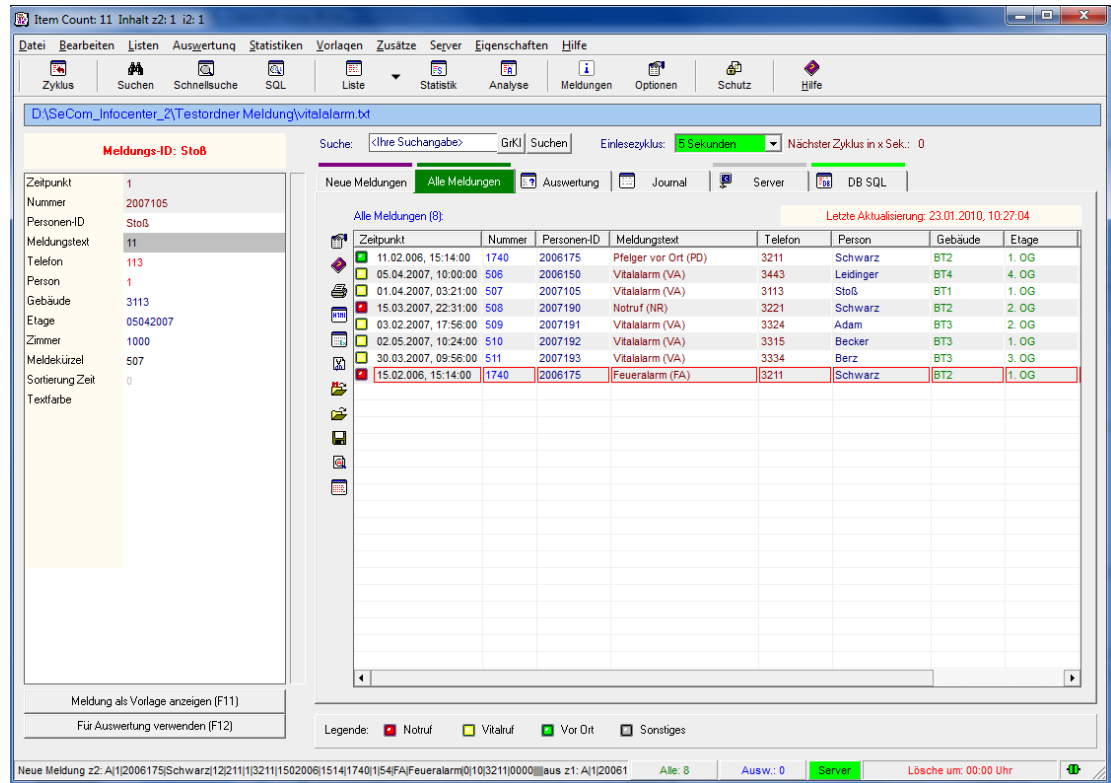 Item Count: 11 Inhalt z2: 1 i2: 1
Datei Bearbeiten Listen Auswertung Statistiken Vorlagen Zusätze Server Eigenschaften Hilfe
Zyklus Suchen Schnellsuche SQL Liste Statistik Analyse Meldungen Optionen Schutz Hilfe
D:\SeCom_Infocenter_2\Testordner Meldung\vitalalarm.txt
Meldungs-ID: Stoß
Zeitpunkt 1
Nummer 2007105
Personen-ID Stoß
Meldungstext 11
Telefon 113
Person 1
Gebäude 3113
Etage 05042007
Zimmer 1000
Meldekürzel 507
Sortierung Zeit 0
Textfarbe
Meldung als Vorlage anzeigen (F11)
Für Auswertung verwenden (F12)
Suche: <Ihre Suchangabe> GrKl Suchen Einlesezyklus: 5 Sekunden Nächster Zyklus in x Sek.: 0
Neue Meldungen Alle Meldungen Auswertung Journal Server DB SQL
Alle Meldungen (8): Letzte Aktualisierung: 23.01.2010, 10:27:04
Zeitpunkt Nummer Personen-ID Meldungstext Telefon Person Gebäude Etage
11.02.006, 15:14:00 1740 2006175 Pfelger vor Ort (PD) 3211 Schwarz BT2 1. OG
05.04.2007, 10:00:00 506 2006150 Vitalalarm (VA) 3443 Leidinger BT4 4. OG
01.04.2007, 03:21:00 507 2007105 Vitalalarm (VA) 3113 Stoß BT1 1. OG
15.03.2007, 22:31:00 508 2007190 Notruf (NR) 3221 Schwarz BT2 2. OG
03.02.2007, 17:56:00 509 2007191 Vitalalarm (VA) 3324 Adam BT3 2. OG
02.05.2007, 10:24:00 510 2007192 Vitalalarm (VA) 3315 Becker BT3 1. OG
30.03.2007, 09:56:00 511 2007193 Vitalalarm (VA) 3334 Berz BT3 3. OG
15.02.006, 15:14:00 1740 2006175 Feueralarm (FA) 3211 Schwarz BT2 1. OG
Legende: Notruf Vitalruf Vor Ort Sonstiges
Neue Meldung z2: A|1|2006175|Schwarz|12|211|1|3211|1502006|1514|1740|1|54|FA|Feueralarm|0|10|3211|0000 aus z1: A|1|20061 Alle: 8 Ausw.: 0 Server Lösche um: 00:00 Uhr